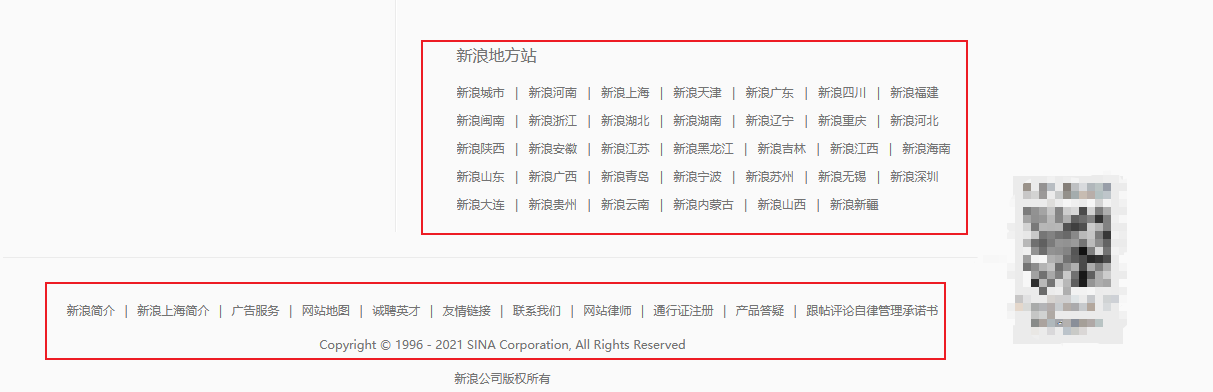 新浪地方站
新浪城市 | 新浪河南 | 新浪上海 | 新浪天津 | 新浪广东 | 新浪四川 | 新浪福建
新浪闽南 | 新浪浙江 | 新浪湖北 | 新浪湖南 | 新浪辽宁 | 新浪重庆 | 新浪河北
新浪陕西 | 新浪安徽 | 新浪江苏 | 新浪黑龙江 | 新浪吉林 | 新浪江西 | 新浪海南
新浪山东 | 新浪广西 | 新浪青岛 | 新浪宁波 | 新浪苏州 | 新浪无锡 | 新浪深圳
新浪大连 | 新浪贵州 | 新浪云南 | 新浪内蒙古 | 新浪山西 | 新浪新疆
新浪简介 | 新浪上海简介 | 广告服务 | 网站地图 | 诚聘英才 | 友情链接 | 联系我们 | 网站律师 | 通行证注册 | 产品答疑 | 跟帖评论自律管理承诺书
Copyright © 1996 - 2021 SINA Corporation, All Rights Reserved
新浪公司版权所有